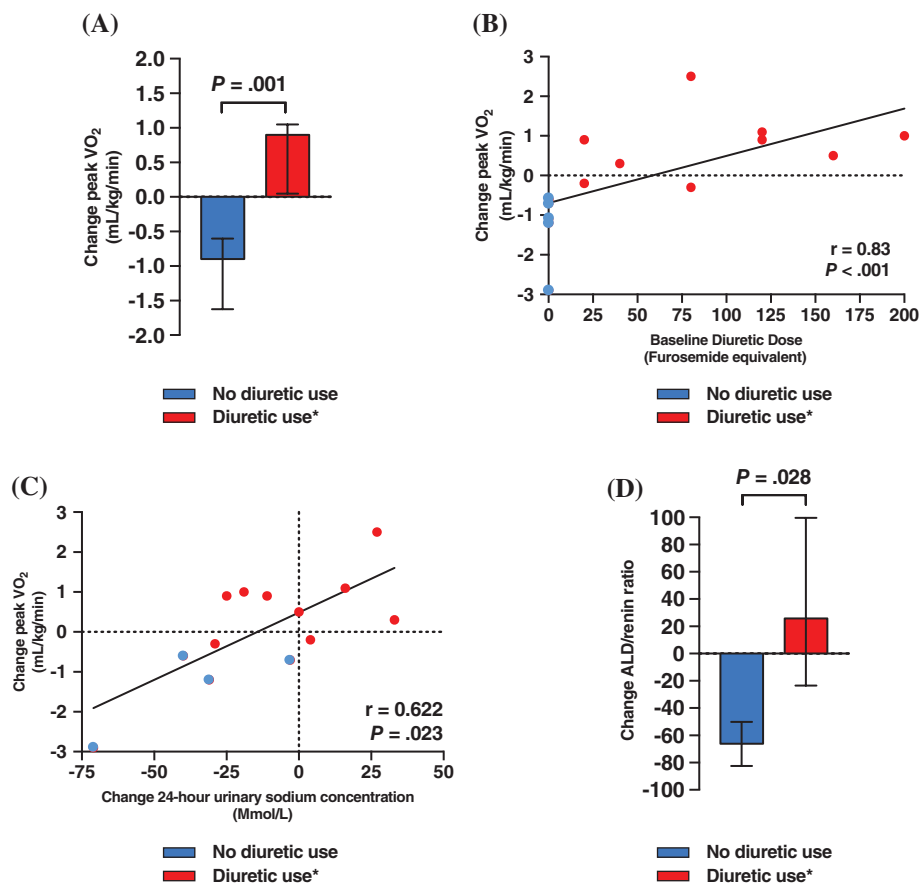 (A)
P = .001
Change peak VO2
(mL/kg/min)
2.0
1.5
1.0
0.5
0.0
-0.5
-1.0
-1.5
-2.0
No diuretic use
Diuretic use*
(B)
Change peak VO2
(mL/kg/min)
3
2
1
0
-1
-2
-3
r = 0.83
P < .001
0 25 50 75 100 125 150 175 200
Baseline Diuretic Dose
(Furosemide equivalent)
No diuretic use
Diuretic use*
(C)
Change peak VO2
(mL/kg/min)
3
2
1
0
-1
-2
-3
r = 0.622
P = .023
-75 -50 -25 0 25 50
Change 24-hour urinary sodium concentration
(Mmol/L)
No diuretic use
Diuretic use*
(D)
P = .028
Change ALD/renin ratio
100
80
60
40
20
0
-20
-40
-60
-80
-100
No diuretic use
Diuretic use*